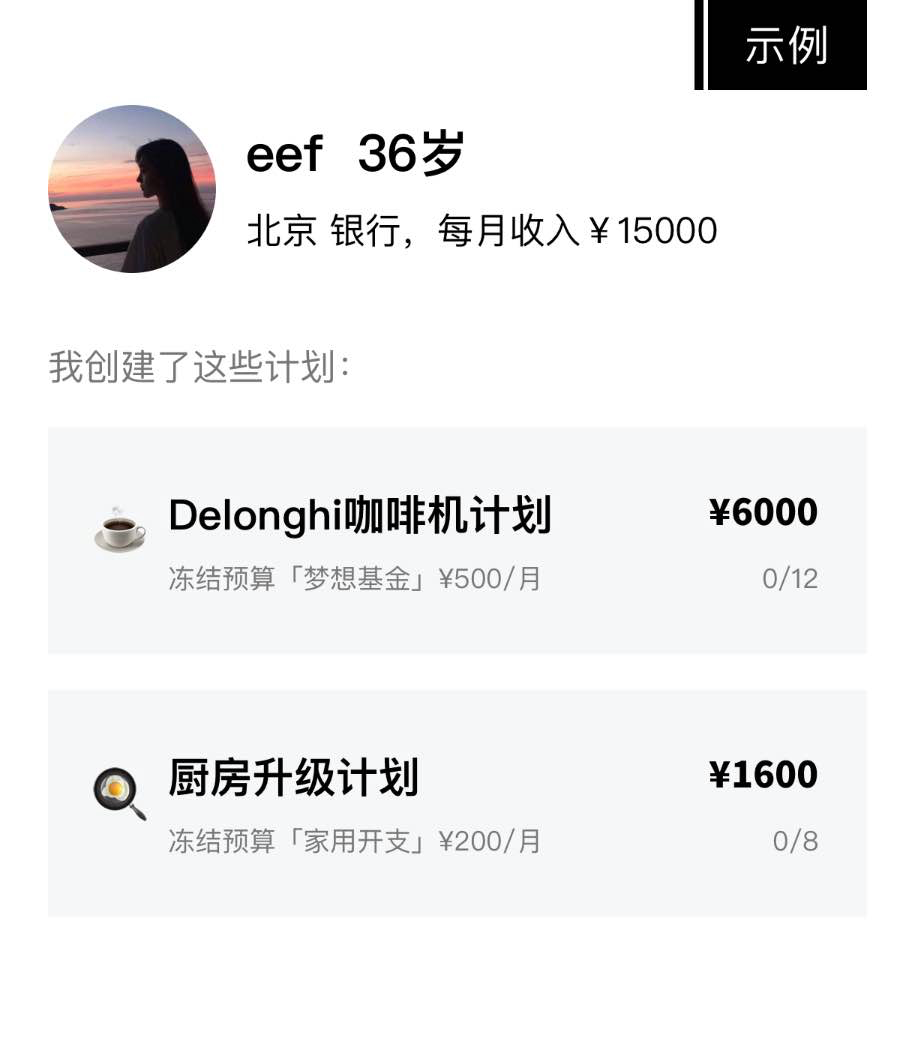 示例
eef 36岁
北京 银行，每月收入￥15000
我创建了这些计划：
Delonghi咖啡机计划 ¥6000
冻结预算「梦想基金」¥500/月 0/12
厨房升级计划 ¥1600
冻结预算「家用开支」¥200/月 0/8